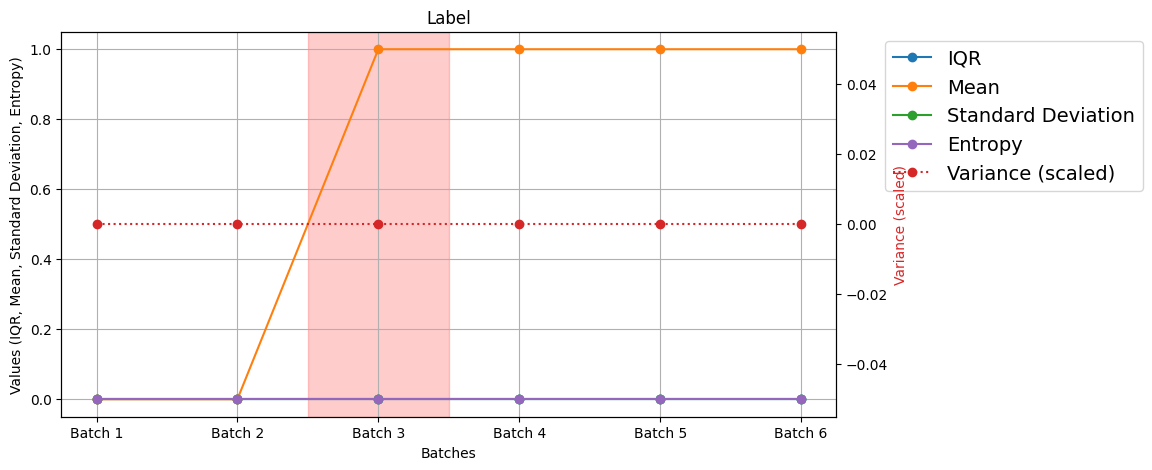 Label
Values (IQR, Mean, Standard Deviation, Entropy)
1.0
0.8
0.6
0.4
0.2
0.0
Batch 1
Batch 2
Batch 3
Batch 4
Batch 5
Batch 6
Batches
0.04
0.02
0.00
−0.02
−0.04
Variance (scaled)
IQR
Mean
Standard Deviation
Entropy
Variance (scaled)